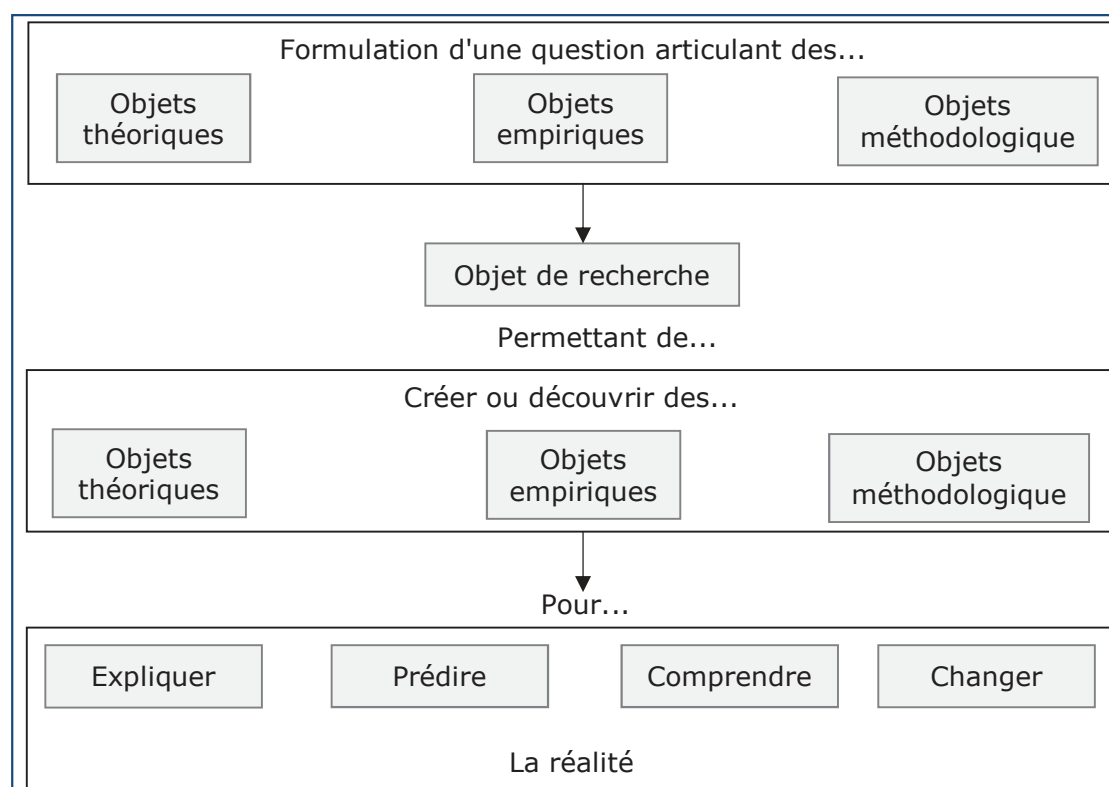 Formulation d'une question articulant des...
Objets
théoriques
Objets
empiriques
Objets
méthodologique
Objet de recherche
Permettant de...
Créer ou découvrir des...
Objets
théoriques
Objets
empiriques
Objets
méthodologique
Pour...
Expliquer
Prédire
Comprendre
Changer
La réalité